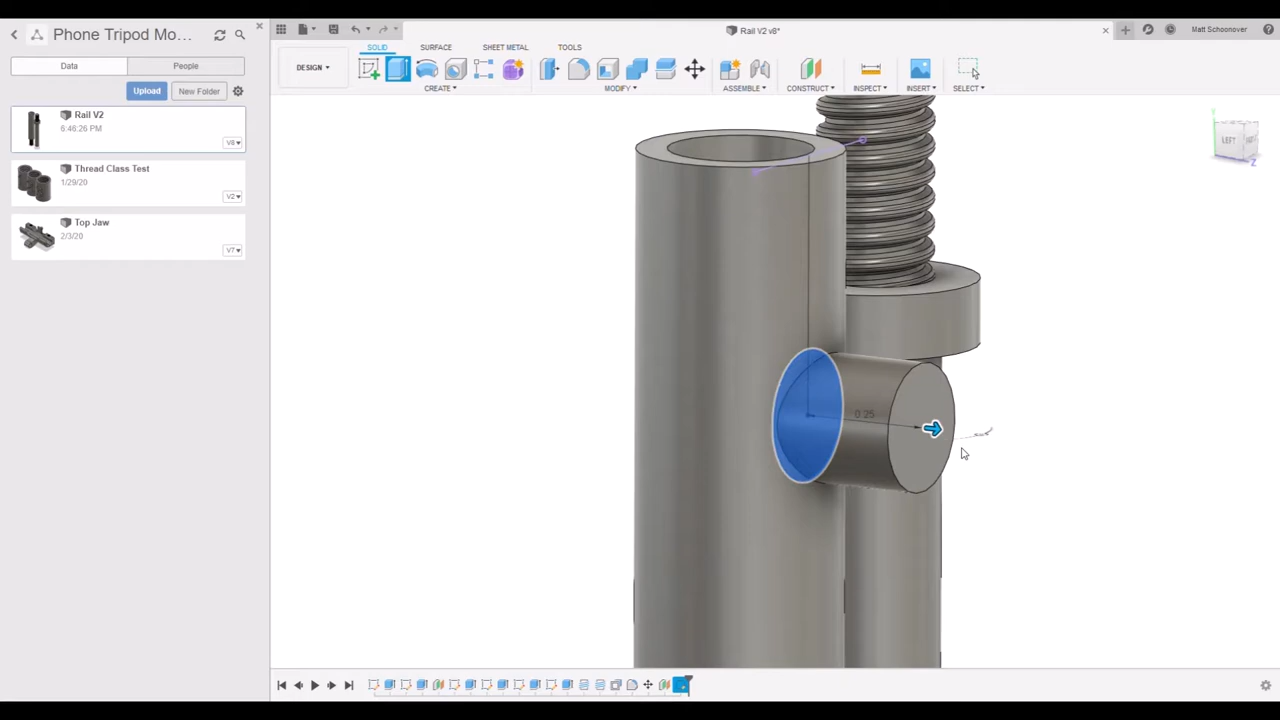 Phone Tripod Mo...
Rail V2 v8*
Matt Schoonover
Data
People
SOLID
SURFACE
SHEET METAL
TOOLS
DESIGN
CREATE
MODIFY
ASSEMBLE
CONSTRUCT
INSPECT
INSERT
SELECT
Upload
New Folder
Rail V2
6:46:26 PM
V8
Thread Class Test
1/29/20
V2
Top Jaw
2/3/20
V7
LEFT
Y
Z
0.25